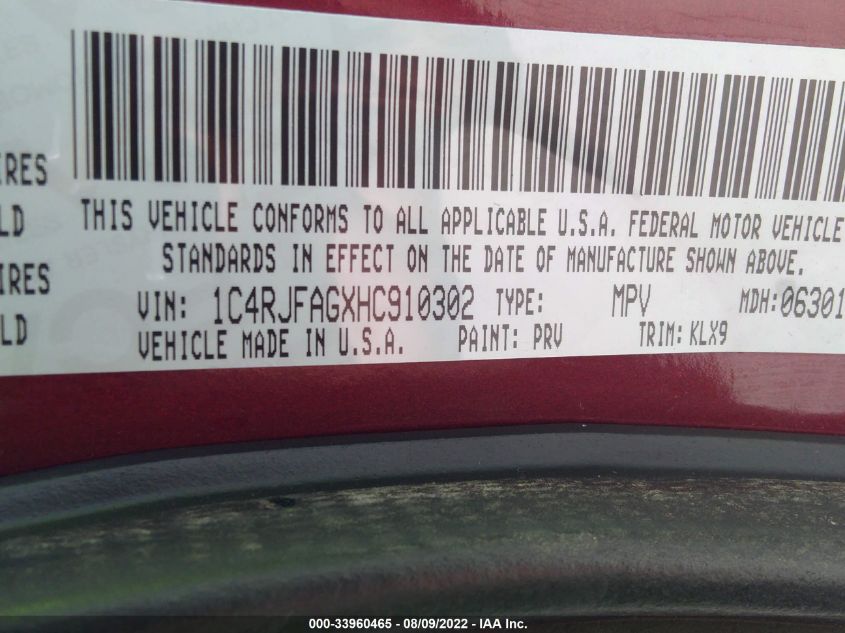 IRES
LD
IRES
LD
THIS VEHICLE CONFORMS TO ALL APPLICABLE U.S.A. FEDERAL MOTOR VEHICLE
STANDARDS IN EFFECT ON THE DATE OF MANUFACTURE SHOWN ABOVE.
VIN: 1C4RJFAGXHC910302 TYPE: MPV MDH: 06301
VEHICLE MADE IN U.S.A. PAINT: PRV TRIM: KLX9
000-33960465 - 08/09/2022 - IAA Inc.